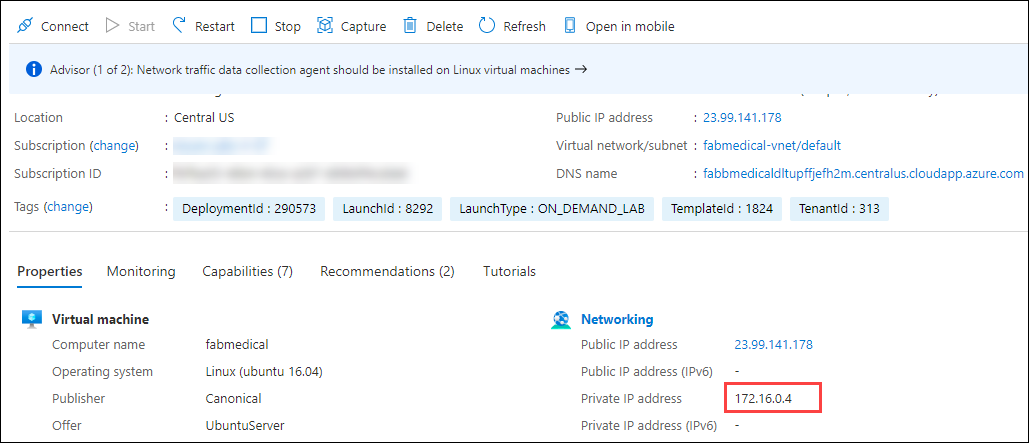 Connect Start Restart Stop Capture Delete Refresh Open in mobile
Advisor (1 of 2): Network traffic data collection agent should be installed on Linux virtual machines →
Location : Central US
Public IP address : 23.99.141.178
Subscription (change) :
Virtual network/subnet : fabmedical-vnet/default
Subscription ID :
DNS name : fabbmedicaldltupffjefh2m.centralus.cloudapp.azure.com
Tags (change) : DeploymentId : 290573 LaunchId : 8292 LaunchType : ON_DEMAND_LAB TemplateId : 1824 TenantId : 313
Properties Monitoring Capabilities (7) Recommendations (2) Tutorials
Virtual machine
Computer name fabmedical
Operating system Linux (ubuntu 16.04)
Publisher Canonical
Offer UbuntuServer
Networking
Public IP address 23.99.141.178
Public IP address (IPv6) -
Private IP address 172.16.0.4
Private IP address (IPv6) -